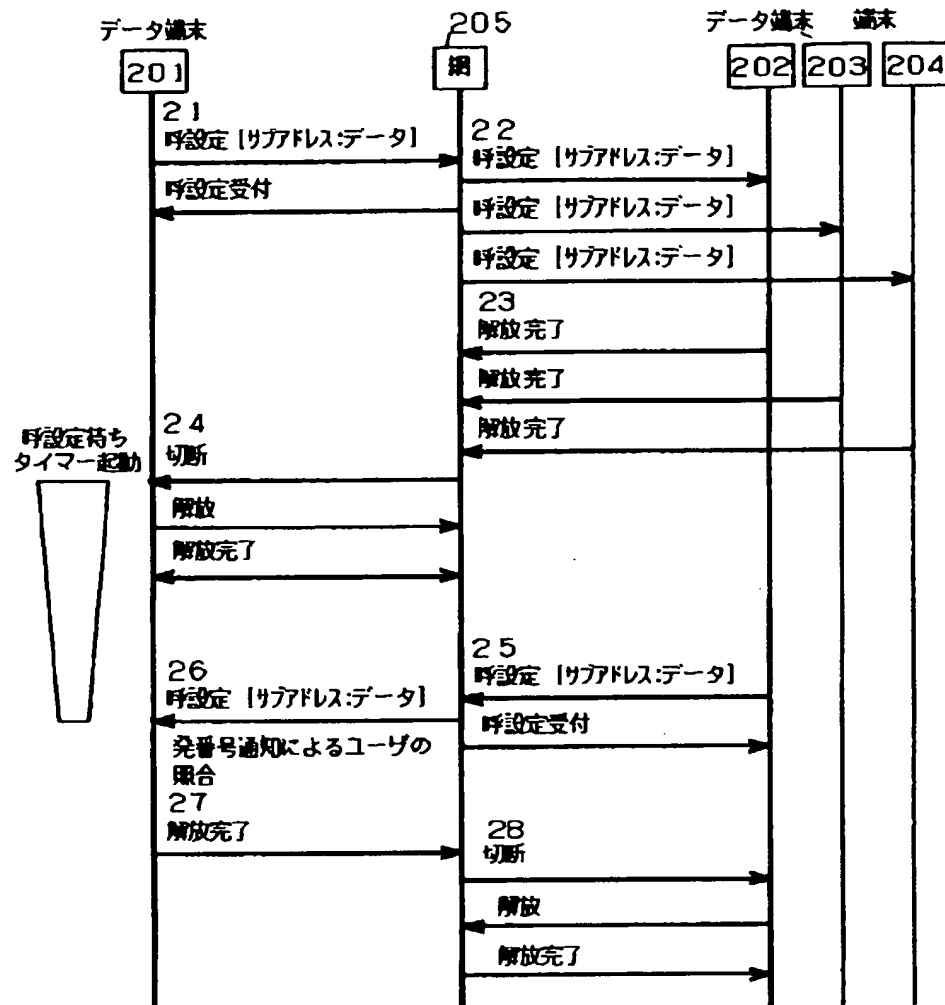 データ端末
205
データ端末
端末
201
網
202
203
204
21
呼設定 [サブアドレス:データ]
22
呼設定 [サブアドレス:データ]
呼設定受付
呼設定 [サブアドレス:データ]
呼設定 [サブアドレス:データ]
23
解放完了
解放完了
解放完了
24
切断
呼設定待ち
タイマー起動
解放
解放完了
25
呼設定 [サブアドレス:データ]
26
呼設定 [サブアドレス:データ]
呼設定受付
発番号通知によるユーザの
照合
27
解放完了
28
切断
解放
解放完了